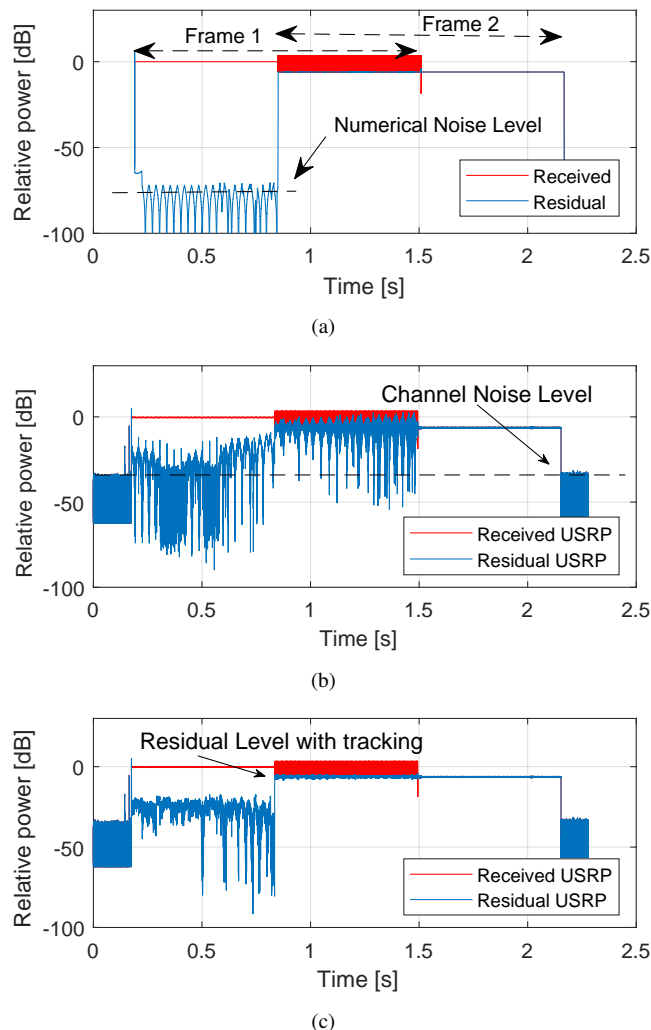 Frame 1
Frame 2
Relative power [dB]
0
-50
-100
Numerical Noise Level
Received
Residual
0
0.5
1
1.5
2
2.5
Time [s]
(a)
Relative power [dB]
0
-50
-100
Channel Noise Level
Received USRP
Residual USRP
0
0.5
1
1.5
2
2.5
Time [s]
(b)
Relative power [dB]
0
-50
-100
Residual Level with tracking
Received USRP
Residual USRP
0
0.5
1
1.5
2
2.5
Time [s]
(c)